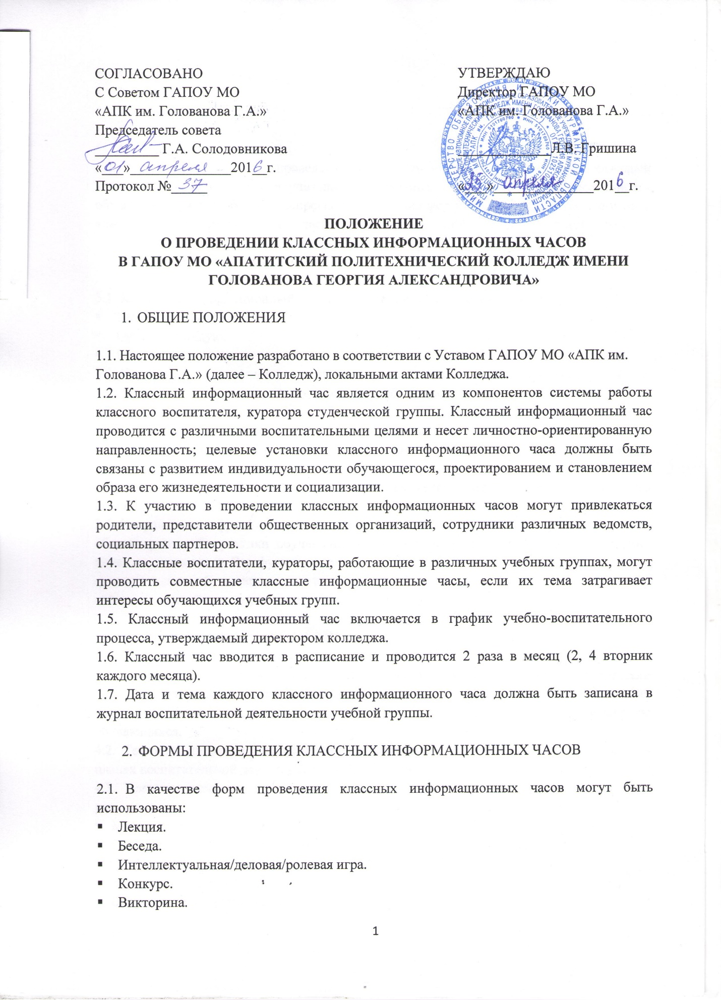 СОГЛАСОВАНО
С Советом ГАПОУ МО
«АПК им. Голованова Г.А.»
Председатель совета
_________Г.А. Солодовникова
«01» апреля 2016 г.
Протокол № 37
УТВЕРЖДАЮ
Директор ГАПОУ МО
«АПК им. Голованова Г.А.»
_____________Л.В. Гришина
« » апреля 2016 г.
ПОЛОЖЕНИЕ
О ПРОВЕДЕНИИ КЛАССНЫХ ИНФОРМАЦИОННЫХ ЧАСОВ
В ГАПОУ МО «АПАТИТСКИЙ ПОЛИТЕХНИЧЕСКИЙ КОЛЛЕДЖ ИМЕНИ
ГОЛОВАНОВА ГЕОРГИЯ АЛЕКСАНДРОВИЧА»
1. ОБЩИЕ ПОЛОЖЕНИЯ
1.1. Настоящее положение разработано в соответствии с Уставом ГАПОУ МО «АПК им.
Голованова Г.А.» (далее – Колледж), локальными актами Колледжа.
1.2. Классный информационный час является одним из компонентов системы работы
классного воспитателя, куратора студенческой группы. Классный информационный час
проводится с различными воспитательными целями и несет личностно-ориентированную
направленность; целевые установки классного информационного часа должны быть
связаны с развитием индивидуальности обучающегося, проектированием и становлением
образа его жизнедеятельности и социализации.
1.3. К участию в проведении классных информационных часов могут привлекаться
родители, представители общественных организаций, сотрудники различных ведомств,
социальных партнеров.
1.4. Классные воспитатели, кураторы, работающие в различных учебных группах, могут
проводить совместные классные информационные часы, если их тема затрагивает
интересы обучающихся учебных групп.
1.5. Классный информационный час включается в график учебно-воспитательного
процесса, утверждаемый директором колледжа.
1.6. Классный час вводится в расписание и проводится 2 раза в месяц (2, 4 вторник
каждого месяца).
1.7. Дата и тема каждого классного информационного часа должна быть записана в
журнал воспитательной деятельности учебной группы.
2. ФОРМЫ ПРОВЕДЕНИЯ КЛАССНЫХ ИНФОРМАЦИОННЫХ ЧАСОВ
2.1. В качестве форм проведения классных информационных часов могут быть
использованы:
▪ Лекция.
▪ Беседа.
▪ Интеллектуальная/деловая/ролевая игра.
▪ Конкурс.
▪ Викторина.
1